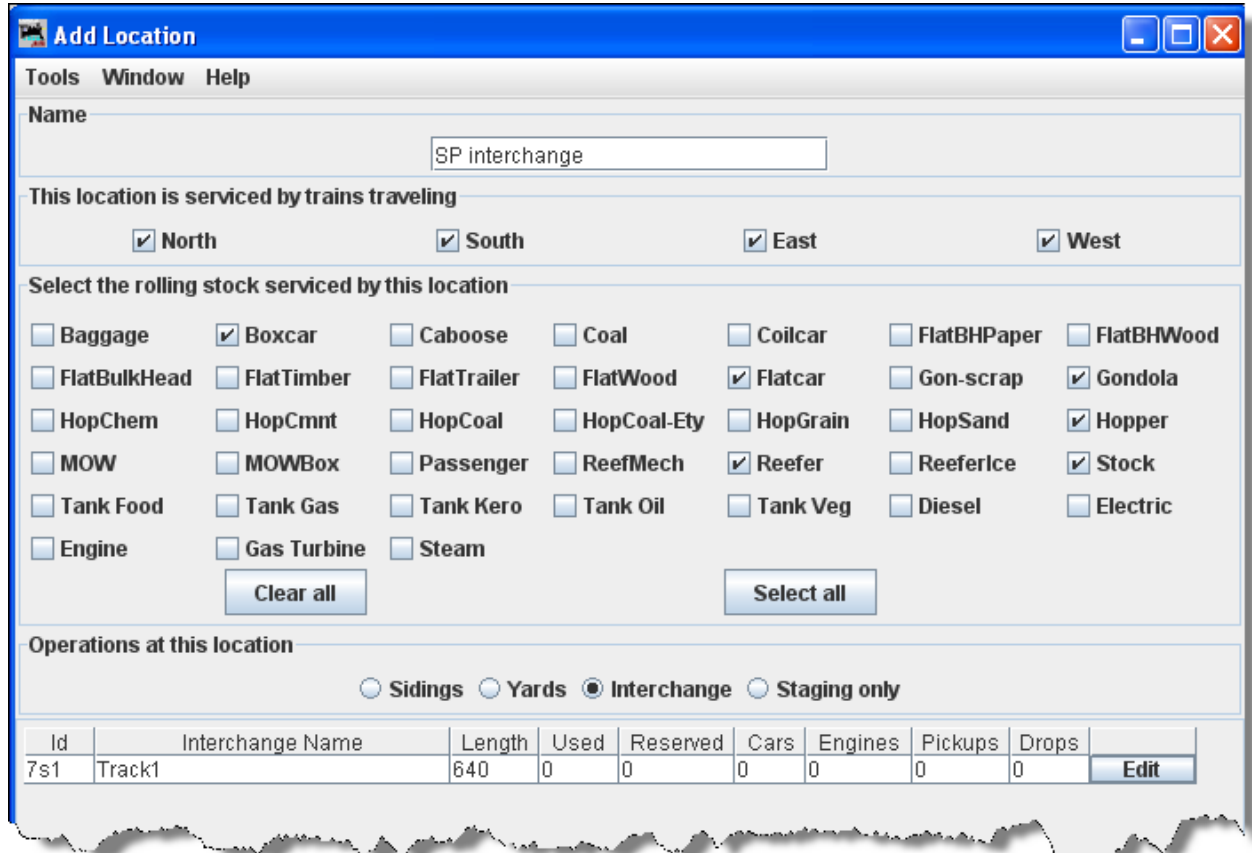 Add Location
Tools Window Help
Name
SP interchange
This location is serviced by trains traveling
North South East West
Select the rolling stock serviced by this location
Baggage Boxcar Caboose Coal Coilcar FlatBHPaper FlatBHWood
FlatBulkHead FlatTimber FlatTrailer FlatWood Flatcar Gon-scrap Gondola
HopChem HopCmnt HopCoal HopCoal-Ety HopGrain HopSand Hopper
MOW MOWBox Passenger ReefMech Reefer ReeferIce Stock
Tank Food Tank Gas Tank Kero Tank Oil Tank Veg Diesel Electric
Engine Gas Turbine Steam
Clear all Select all
Operations at this location
Sidings Yards Interchange Staging only
Id Interchange Name Length Used Reserved Cars Engines Pickups Drops
7s1 Track1 640 0 0 0 0 0 0 Edit